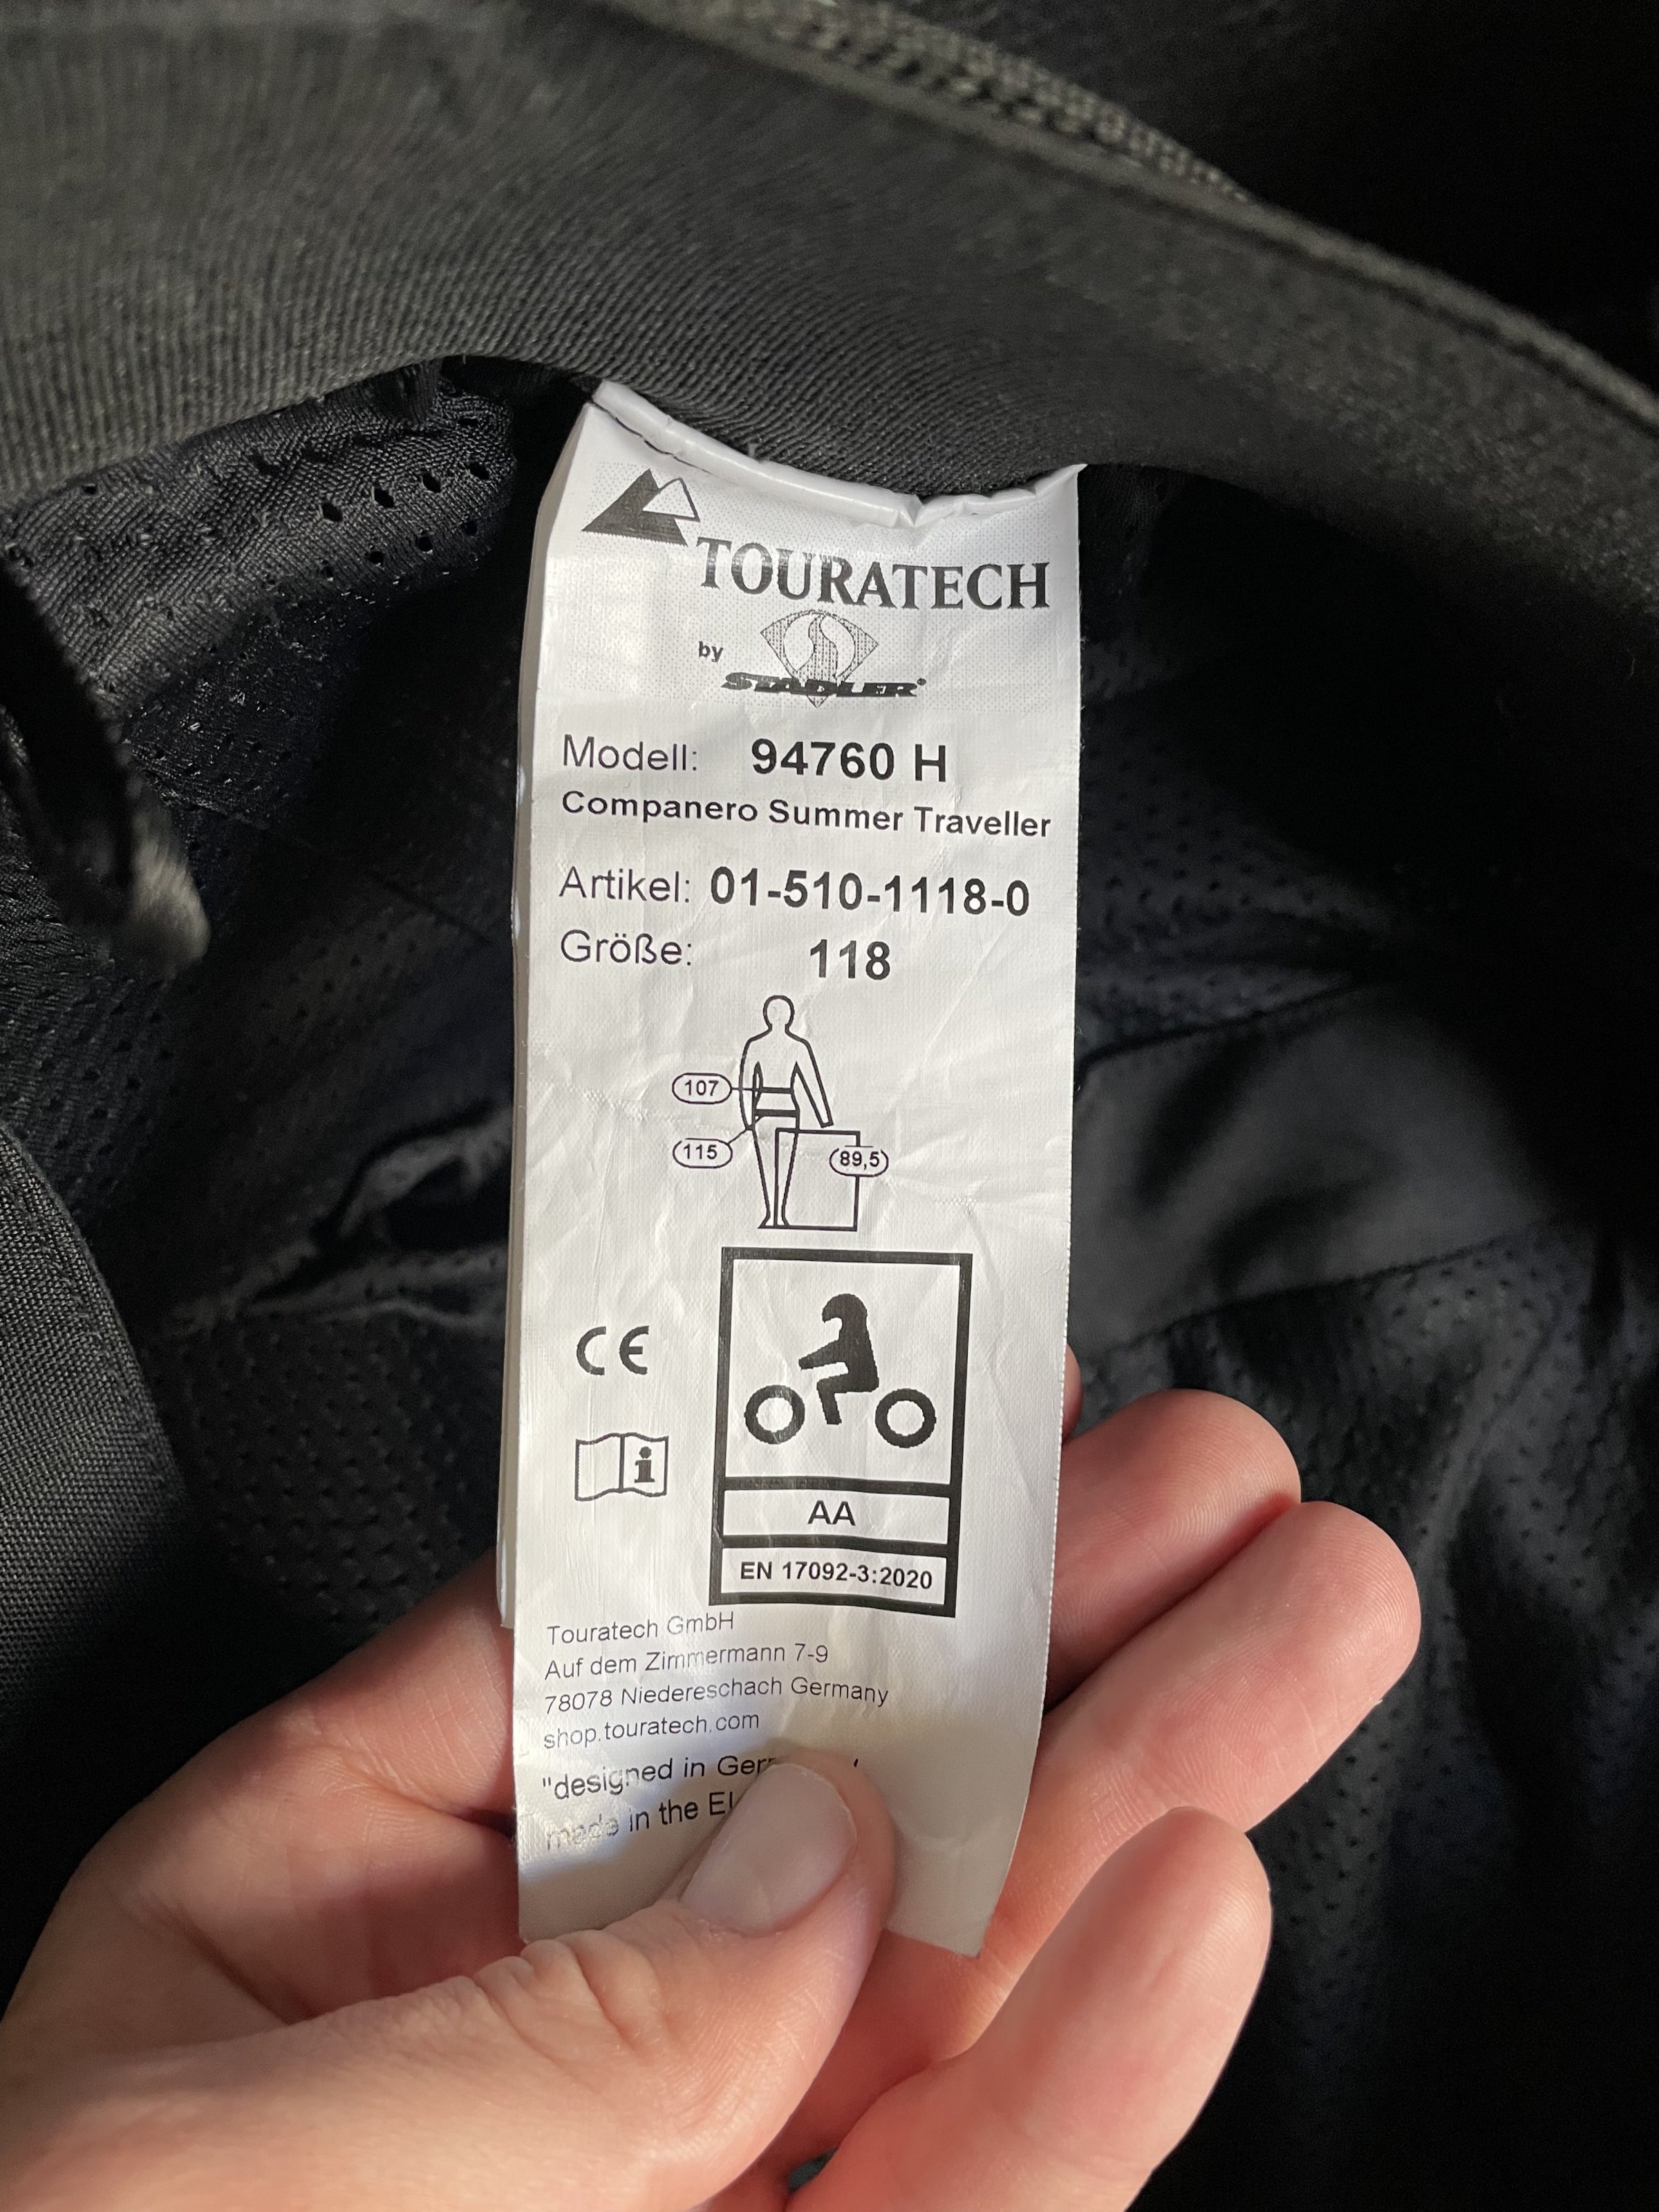 TOURATECH
by
STADLER®
Modell: 94760 H
Companero Summer Traveller
Artikel: 01-510-1118-0
Größe: 118
107
115
89,5
CE
i
AA
EN 17092-3:2020
Touratech GmbH
Auf dem Zimmermann 7-9
78078 Niedereschach Germany
shop.touratech.com
"designed in
made in the